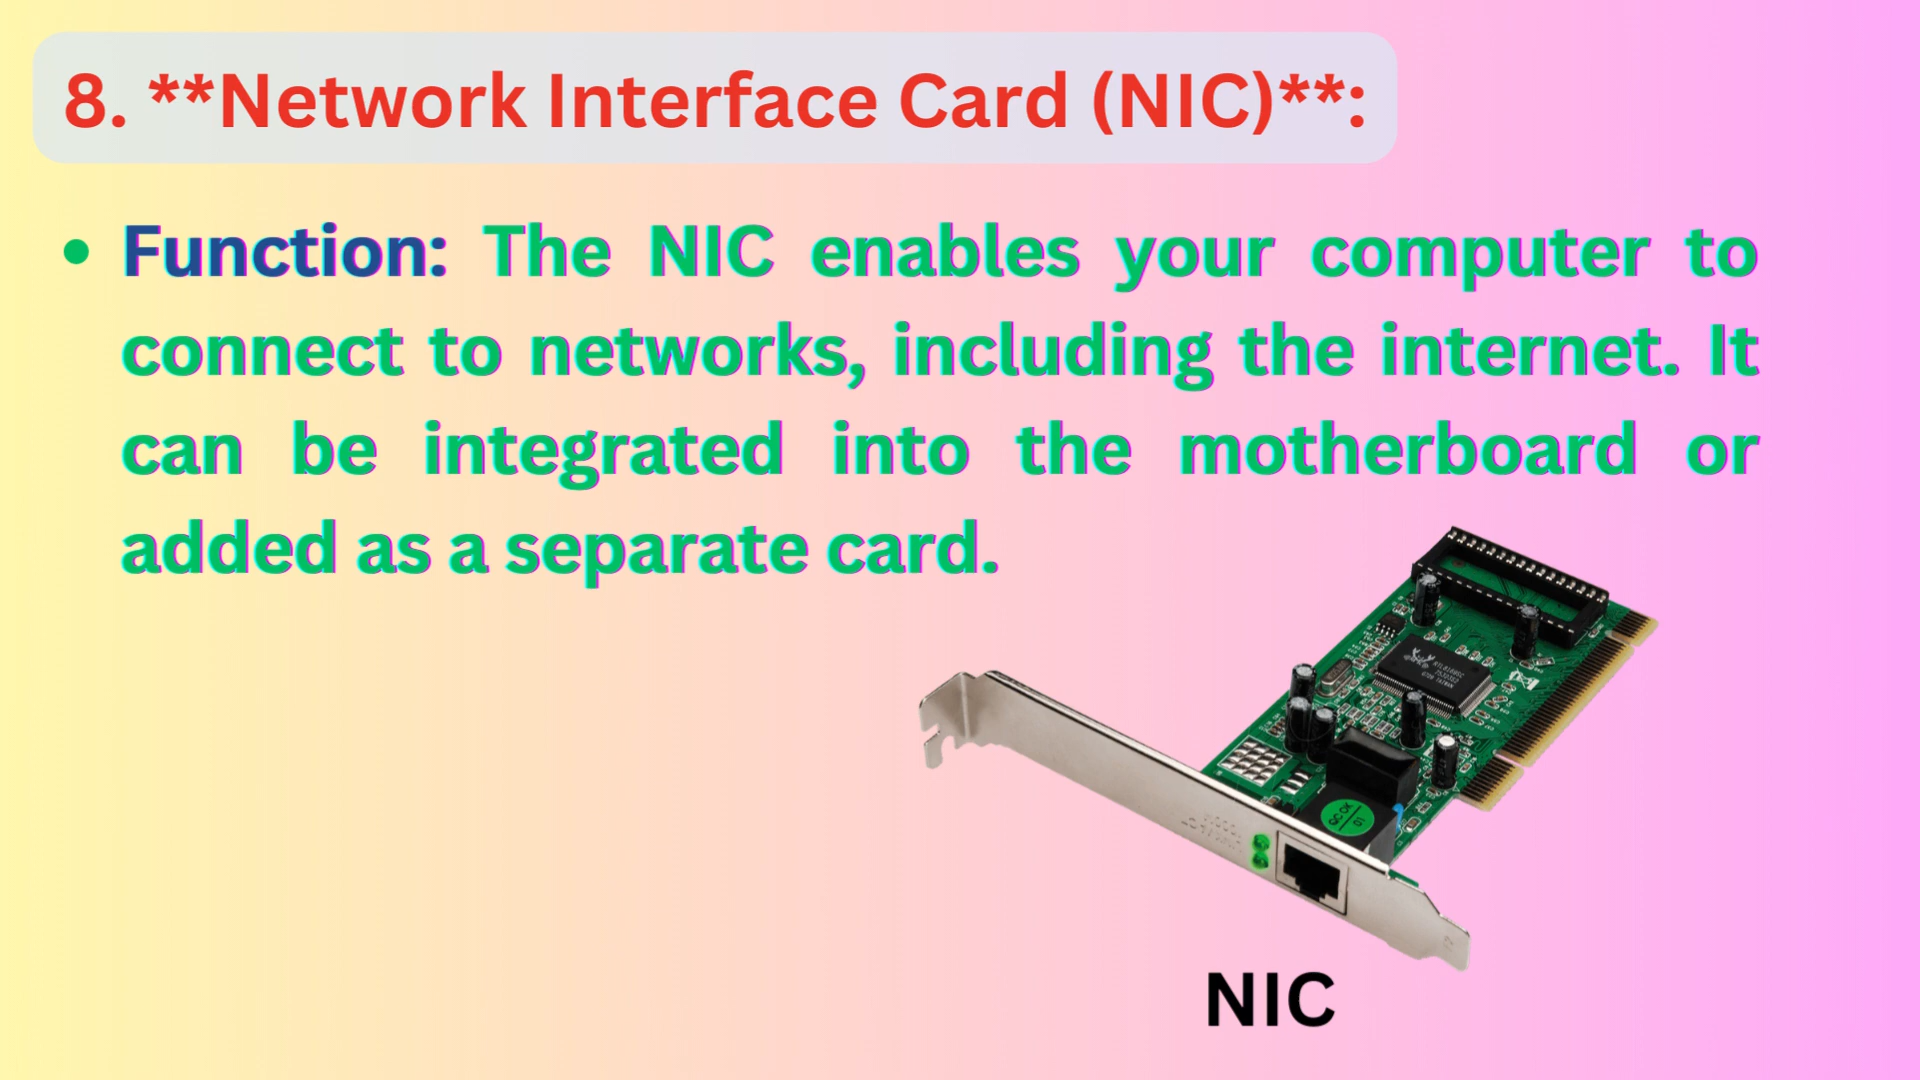 8. **Network Interface Card (NIC)**:
• Function: The NIC enables your computer to
connect to networks, including the internet. It
can be integrated into the motherboard or
added as a separate card.
NIC